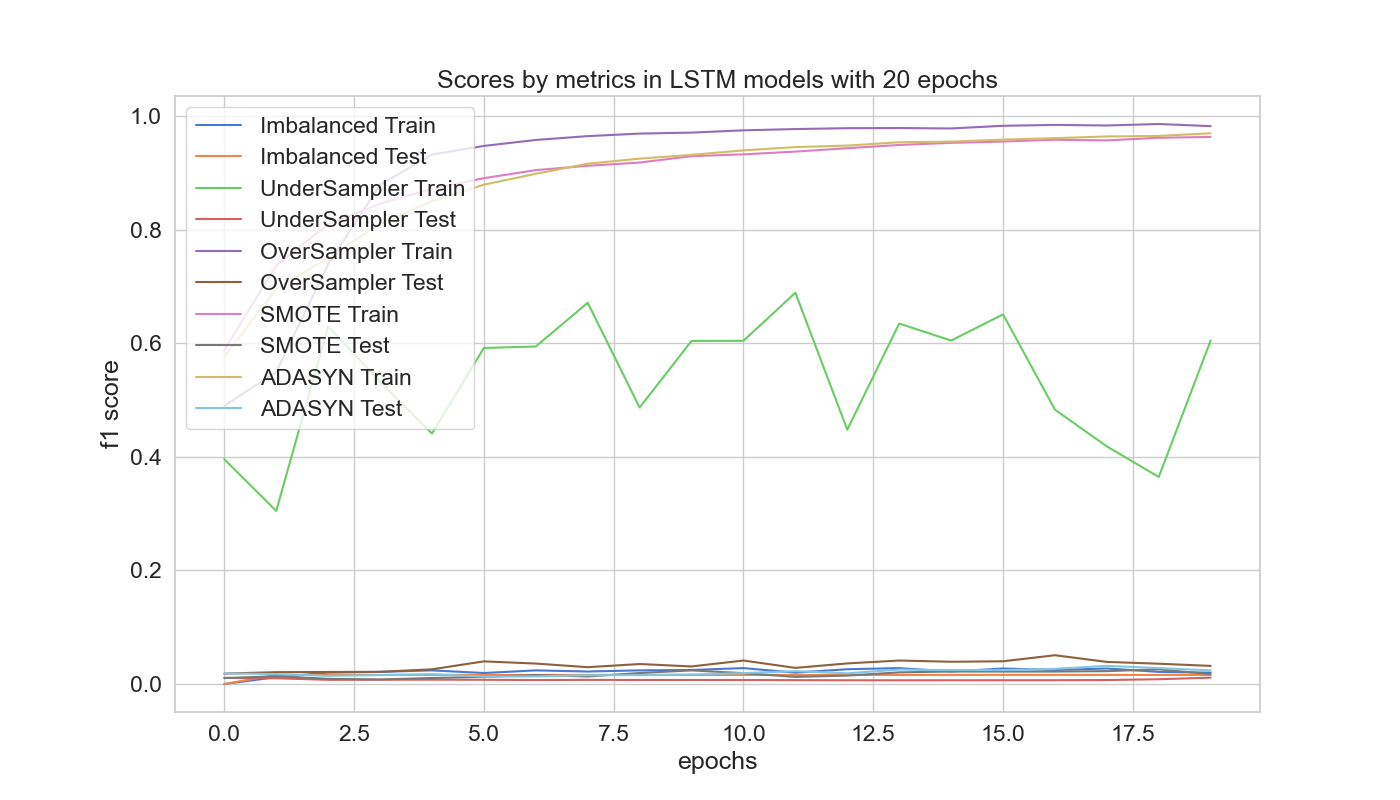 Scores by metrics in LSTM models with 20 epochs
1.0
0.8
0.6
0.4
0.2
0.0
f1 score
Imbalanced Train
Imbalanced Test
UnderSampler Train
UnderSampler Test
OverSampler Train
OverSampler Test
SMOTE Train
SMOTE Test
ADASYN Train
ADASYN Test
0.0 2.5 5.0 7.5 10.0 12.5 15.0 17.5
epochs